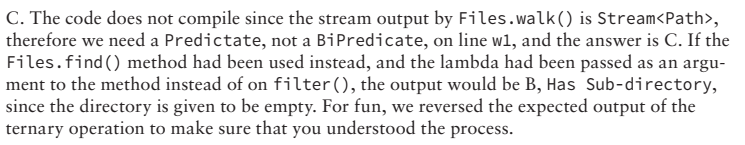 C. The code does not compile since the stream output by Files.walk() is Stream<Path>,
therefore we need a Predictate, not a BiPredicate, on line w1, and the answer is C. If the
Files.find() method had been used instead, and the lambda had been passed as an argu-
ment to the method instead of on filter(), the output would be B, Has Sub-directory,
since the directory is given to be empty. For fun, we reversed the expected output of the
ternary operation to make sure that you understood the process.